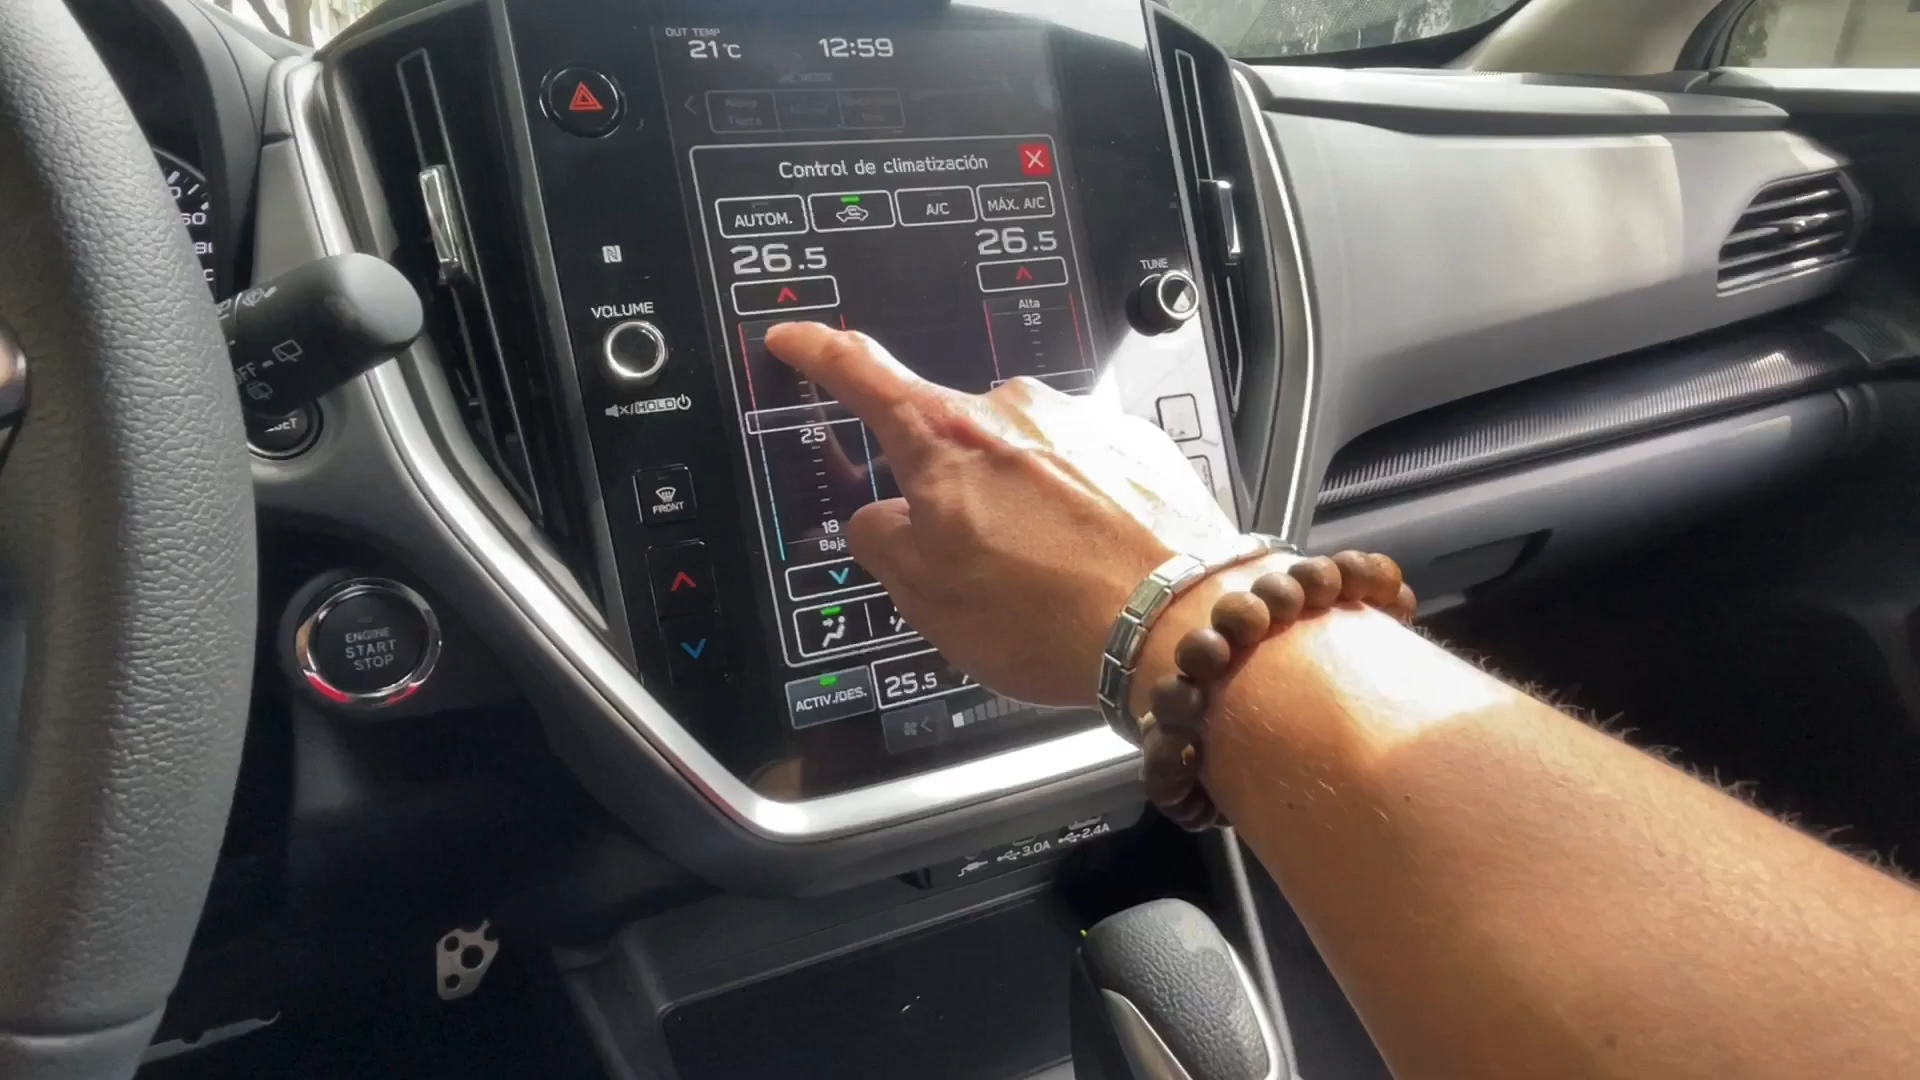 OUT TEMP
21°C
12:59
Control de climatización
AUTOM.
A/C
MÁX. A/C
26.5
26.5
Alta
32
25
18
VOLUME
TUNE
HOLD
FRONT
ACTIV./DES.
25.5
ENGINE
START
STOP
3.0A
2.4A